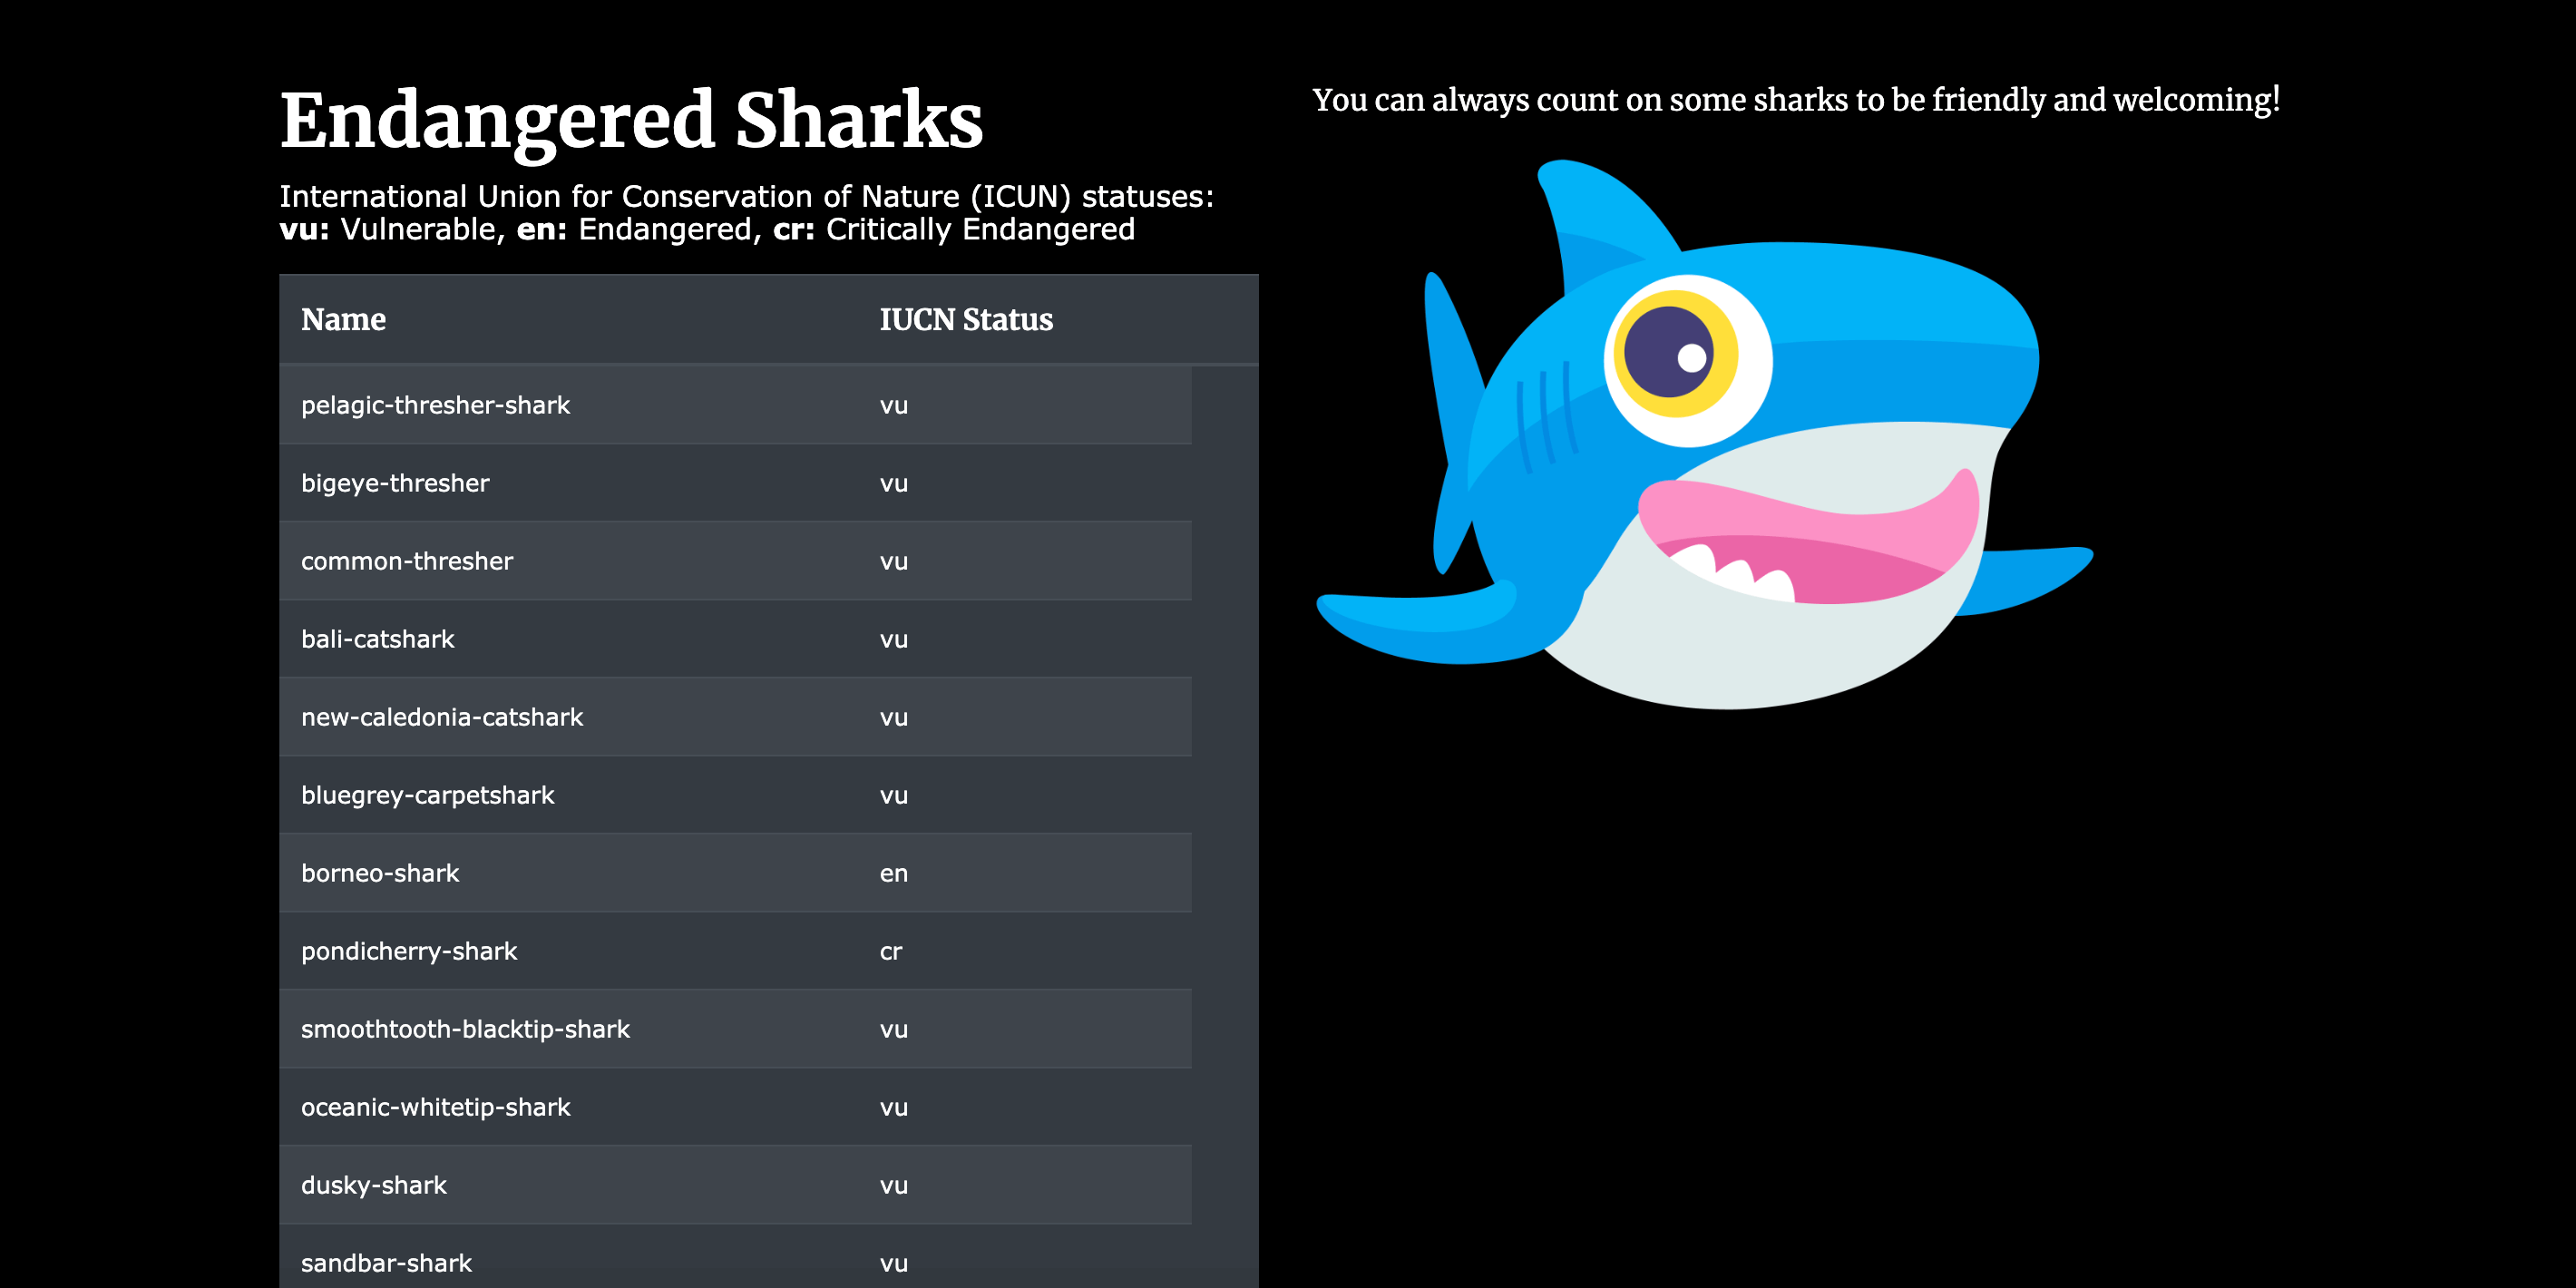 Endangered Sharks
International Union for Conservation of Nature (ICUN) statuses:
vu: Vulnerable, en: Endangered, cr: Critically Endangered
Name IUCN Status
pelagic-thresher-shark vu
bigeye-thresher vu
common-thresher vu
bali-catshark vu
new-caledonia-catshark vu
bluegrey-carpetshark vu
borneo-shark en
pondicherry-shark cr
smoothtooth-blacktip-shark vu
oceanic-whitetip-shark vu
dusky-shark vu
sandbar-shark vu
You can always count on some sharks to be friendly and welcoming!